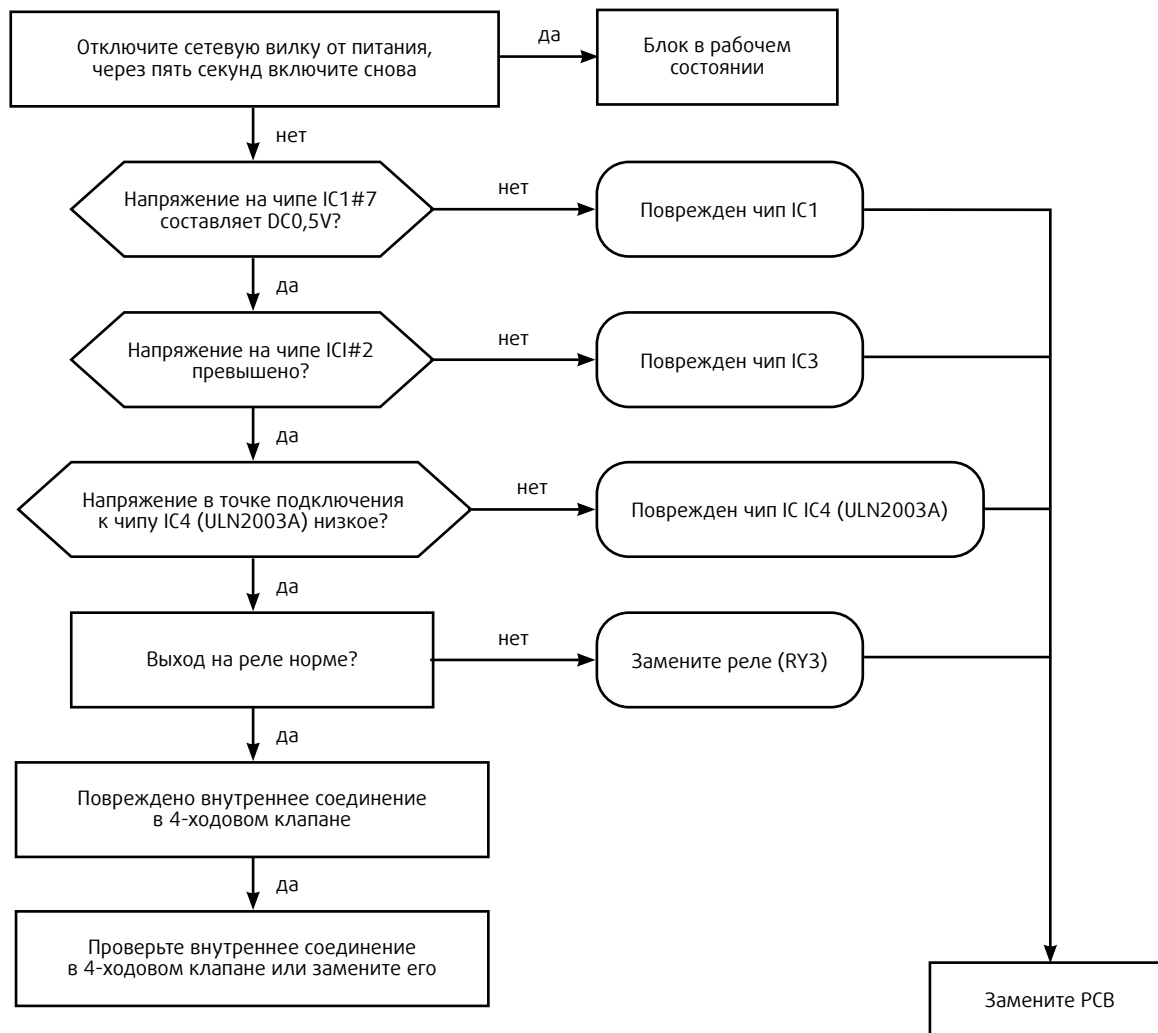 Отключите сетевую вилку от питания,
через пять секунд включите снова
да
Блок в рабочем
состоянии
нет
Напряжение на чипе IC1#7
составляет DC0,5V?
нет
Поврежден чип IC1
да
Напряжение на чипе ICI#2
превышено?
нет
Поврежден чип IC3
да
Напряжение в точке подключения
к чипу IC4 (ULN2003A) низкое?
нет
Поврежден чип IC IC4 (ULN2003A)
да
Выход на реле норме?
нет
Замените реле (RY3)
да
Повреждено внутреннее соединение
в 4-ходовом клапане
да
Проверьте внутреннее соединение
в 4-ходовом клапане или замените его
Замените PCB